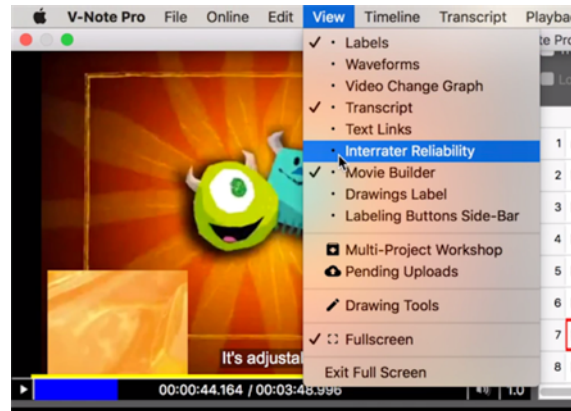 V-Note Pro File Online Edit View Timeline Transcript
Labels
Waveforms
Video Change Graph
Transcript
Text Links
Interrater Reliability
Movie Builder
Drawings Label
Labeling Buttons Side-Bar
Multi-Project Workshop
Pending Uploads
Drawing Tools
Fullscreen
Exit Full Screen
1
2
3
4
5
6
7
8
It's
00:00:44.164 / 00:03:48.996
1.0